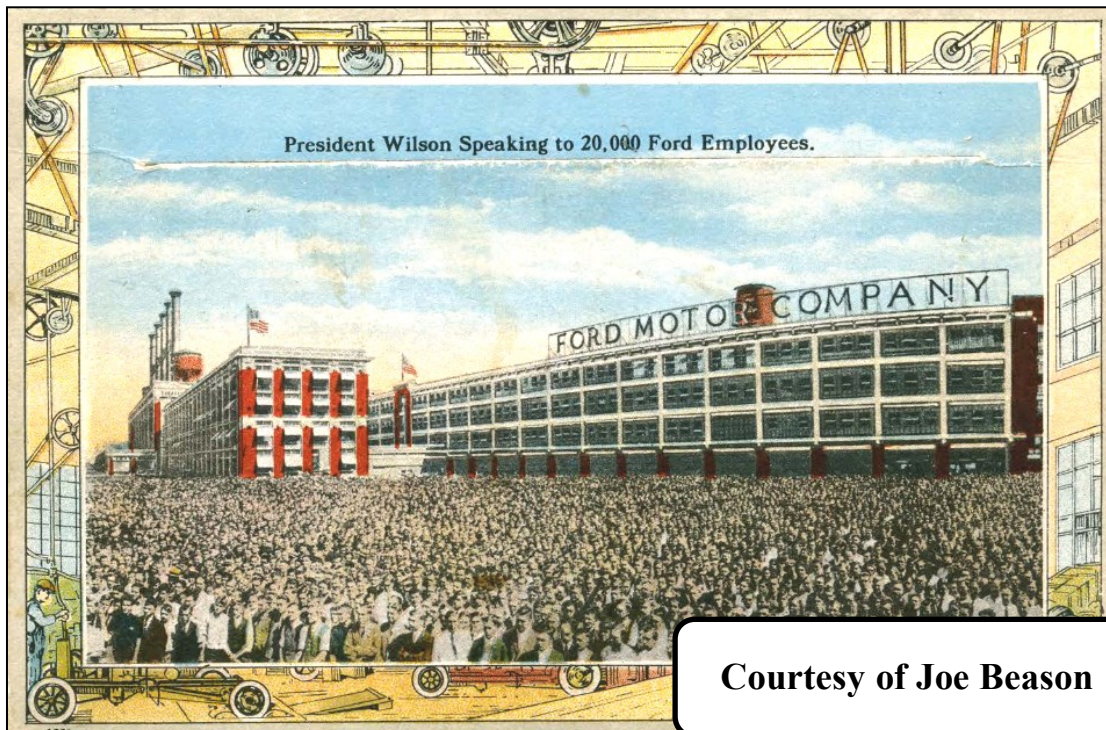 President Wilson Speaking to 20,000 Ford Employees.
FORD MOTOR COMPANY
Courtesy of Joe Beason